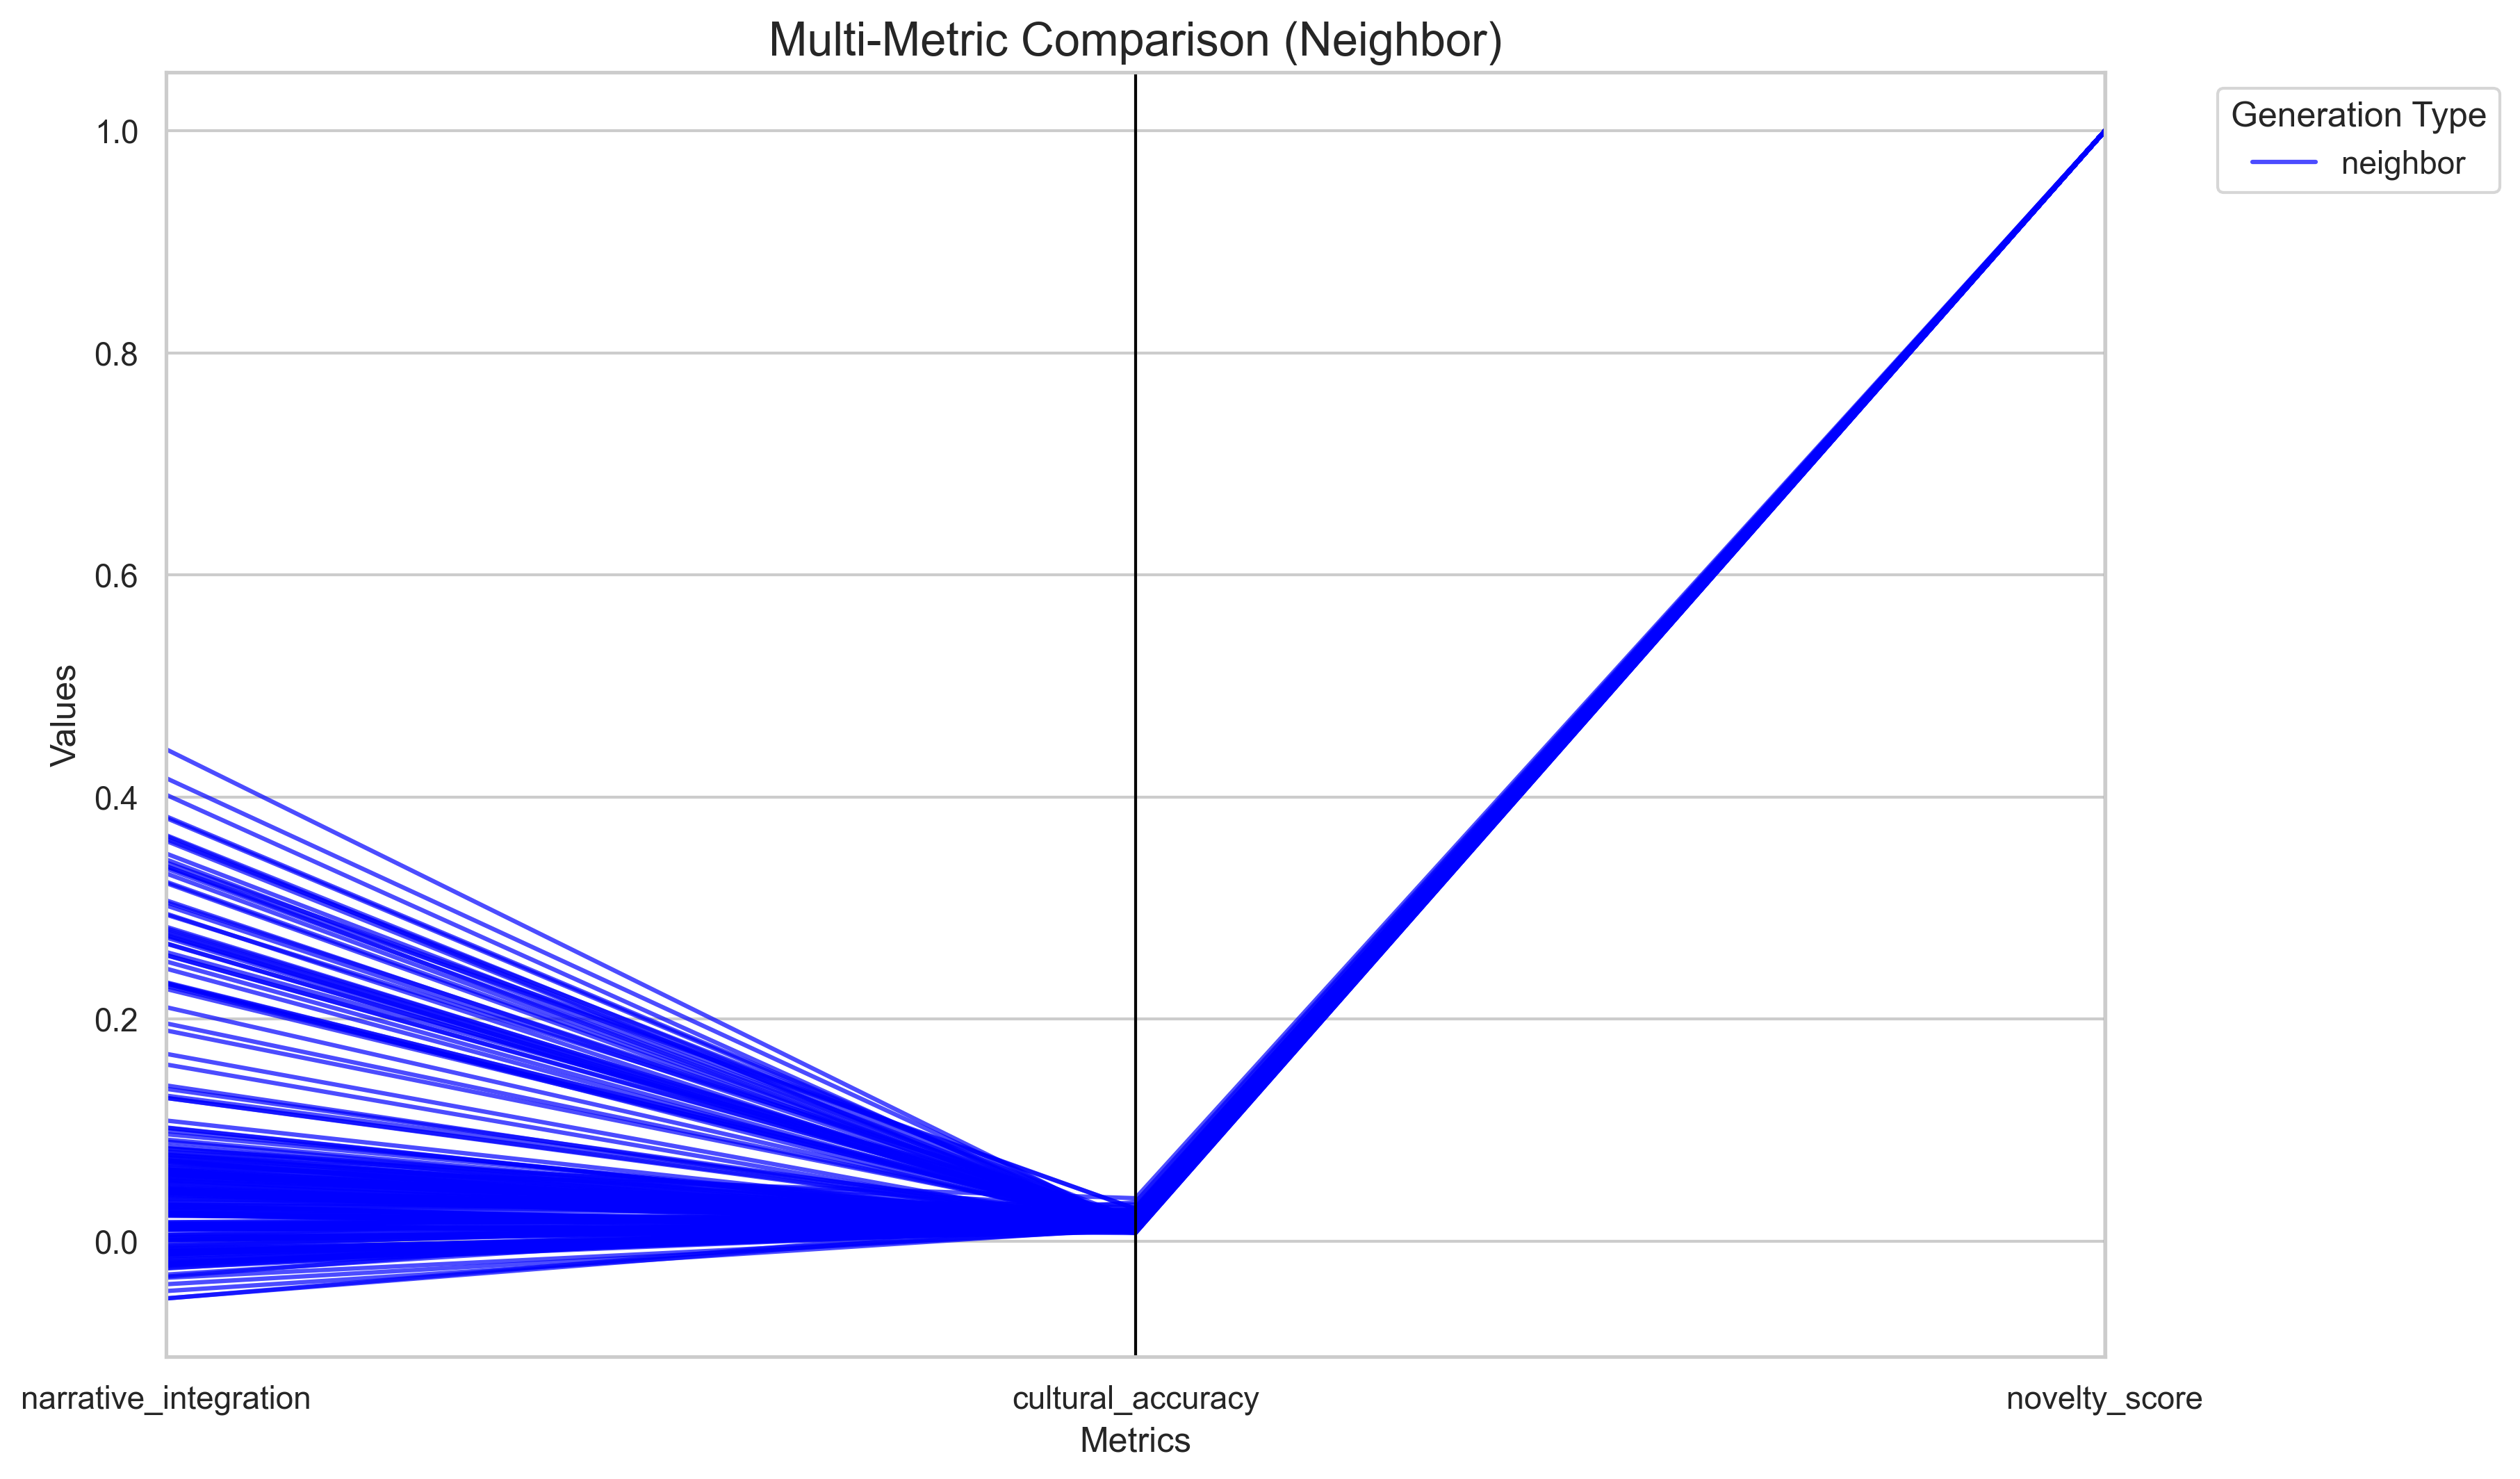 Multi-Metric Comparison (Neighbor)
Generation Type
neighbor
1.0
0.8
0.6
0.4
0.2
0.0
Values
narrative_integration
cultural_accuracy
novelty_score
Metrics